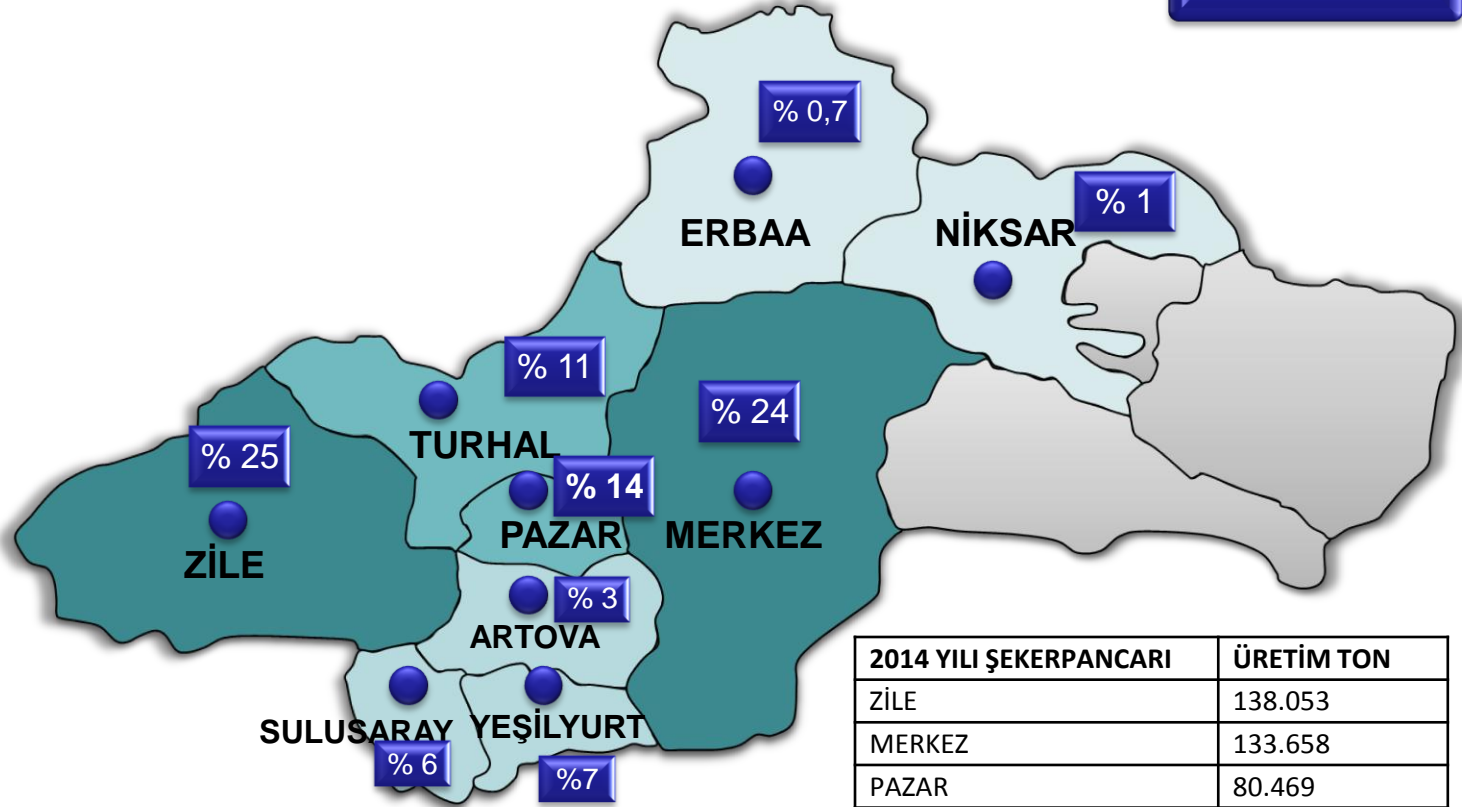 % 0,7
ERBAA
% 1
NİKSAR
% 11
TURHAL
% 24
MERKEZ
% 25
ZİLE
% 14
PAZAR
% 3
ARTOVA
SULUSARAY
% 6
YEŞİLYURT
%7
2014 YILI ŞEKERPANCARI ÜRETİM TON
ZİLE 138.053
MERKEZ 133.658
PAZAR 80.469